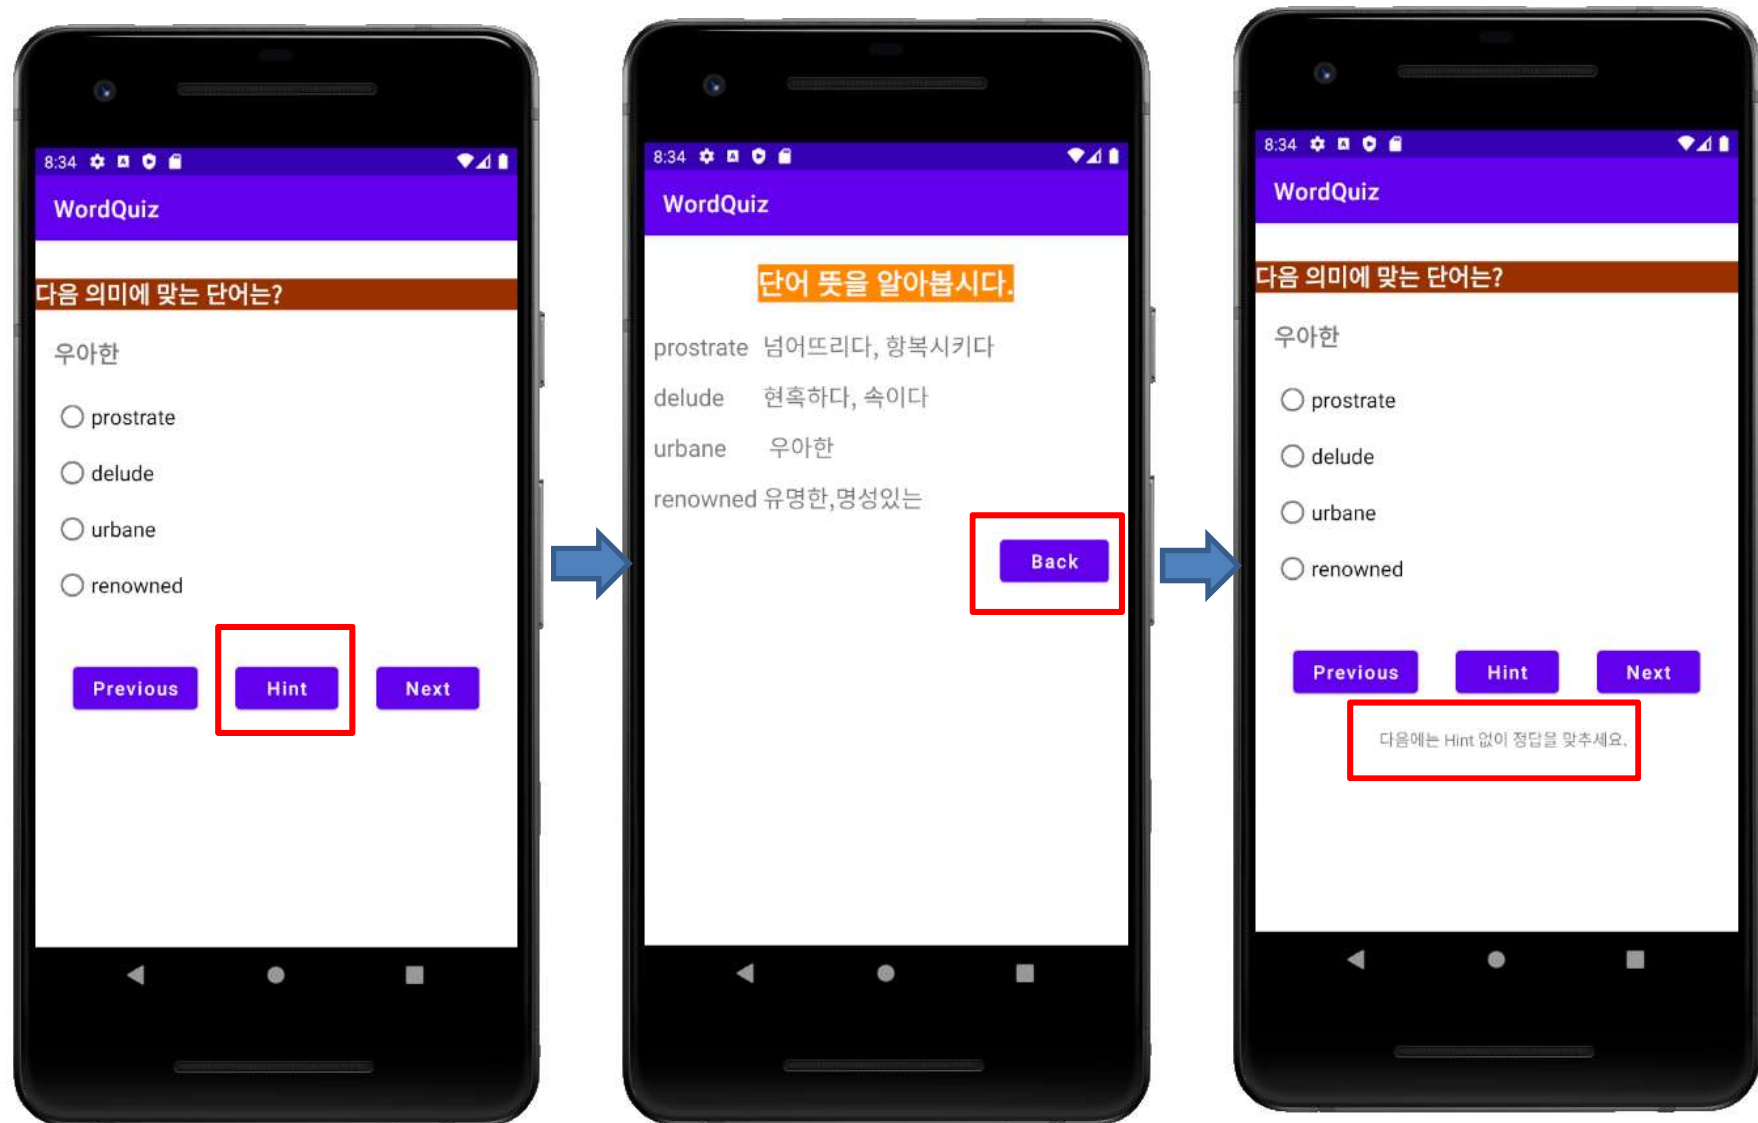 8:34
WordQuiz
다음 의미에 맞는 단어는?
우아한
prostrate
delude
urbane
renowned
Previous Hint Next
8:34
WordQuiz
단어 뜻을 알아봅시다.
prostrate 넘어뜨리다, 항복시키다
delude 현혹하다, 속이다
urbane 우아한
renowned 유명한,명성있는
Back
8:34
WordQuiz
다음 의미에 맞는 단어는?
우아한
prostrate
delude
urbane
renowned
Previous Hint Next
다음에는 Hint 없이 정답을 맞추세요.